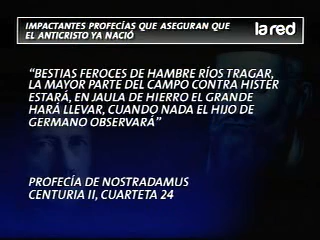 IMPACTANTES PROFECÍAS QUE ASEGURAN QUE
EL ANTICRISTO YA NACIÓ
la red
“BESTIAS FEROCES DE HAMBRE RÍOS TRAGAR,
LA MAYOR PARTE DEL CAMPO CONTRA HISTER
ESTARÁ, EN JAULA DE HIERRO EL GRANDE
HARÁ LLEVAR, CUANDO NADA EL HIJO DE
GERMANO OBSERVARÁ”
PROFECÍA DE NOSTRADAMUS
CENTURIA II, CUARTETA 24